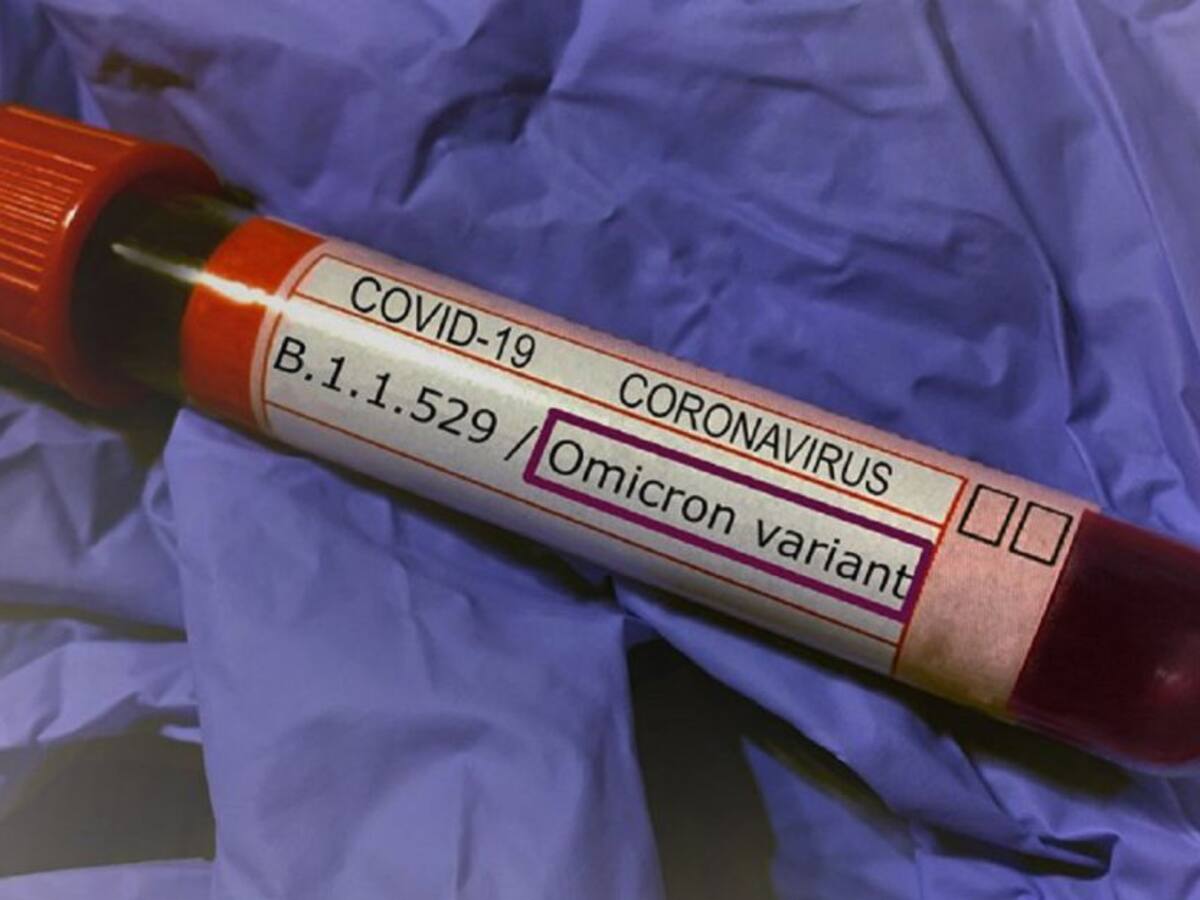 COVID-19 CORONAVIRUS
B.1.1.529 / Omicron variant